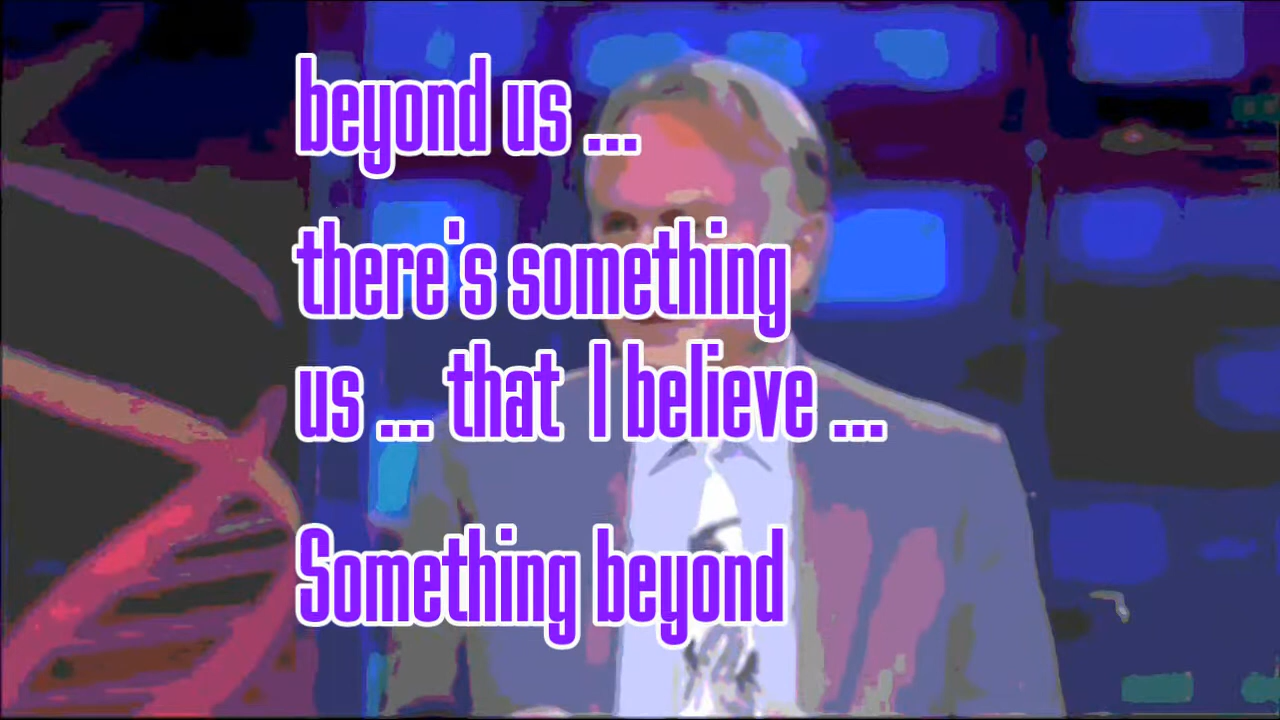 beyond us ...
there's something
us ... that I believe ...
Something beyond